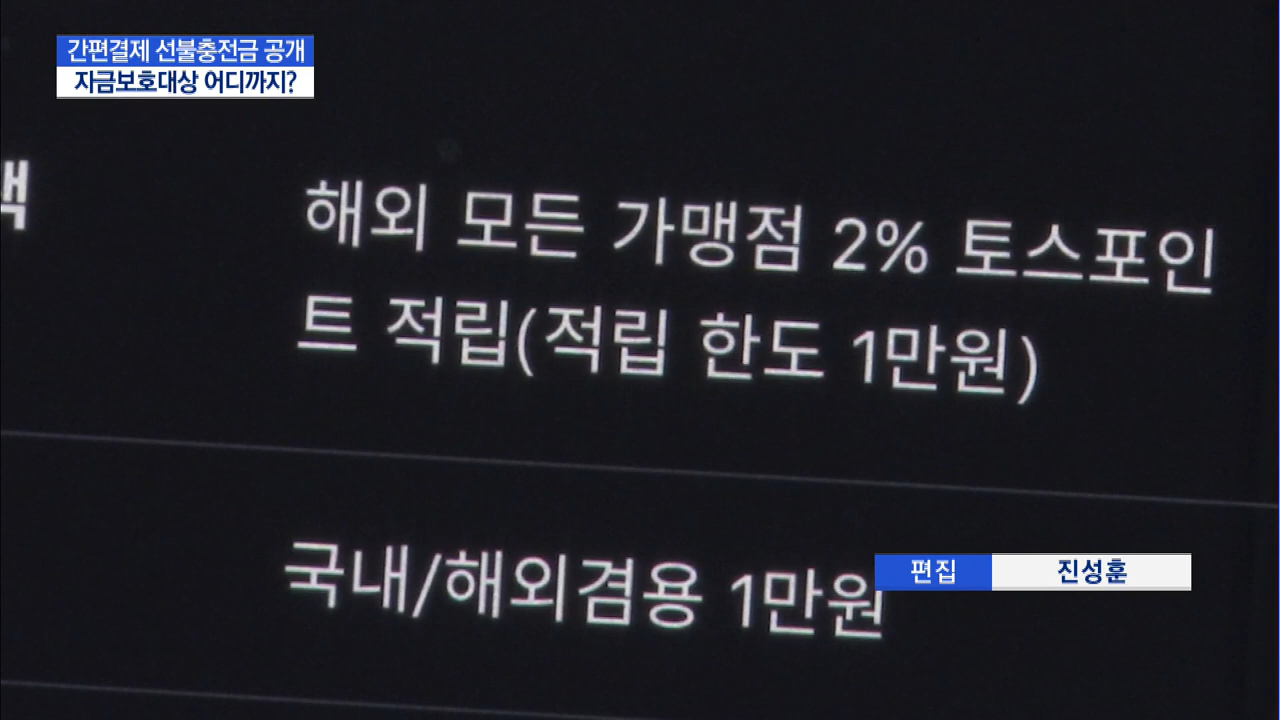 간편결제 선불충전금 공개
자금보호대상 어디까지?
해외 모든 가맹점 2% 토스포인
트 적립(적립 한도 1만원)
국내/해외겸용 1만원
편집 진성훈